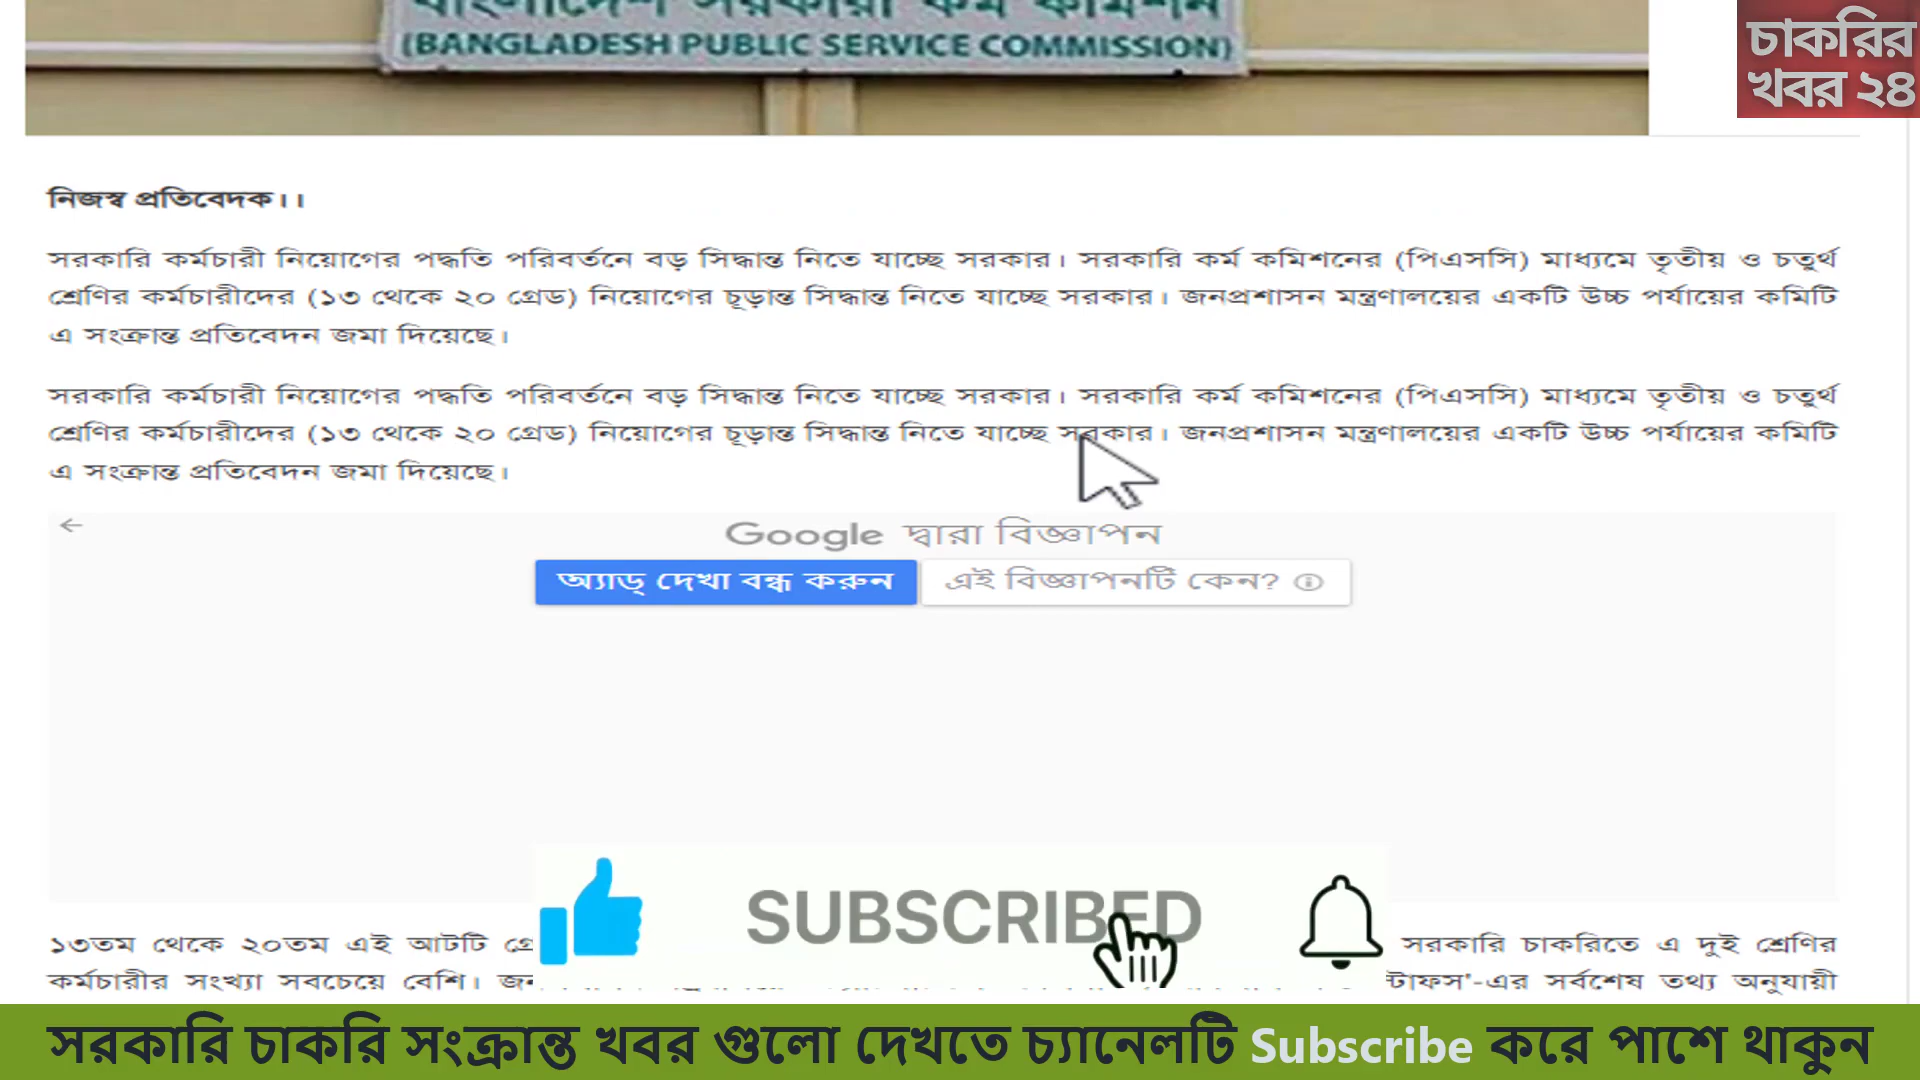 বাংলাদেশ সরকারী কর্ম কমিশন
(BANGLADESH PUBLIC SERVICE COMMISSION)
চাকরির
খবর ২৪
নিজস্ব প্রতিবেদক।।
সরকারি কর্মচারী নিয়োগের পদ্ধতি পরিবর্তনে বড় সিদ্ধান্ত নিতে যাচ্ছে সরকার। সরকারি কর্ম কমিশনের (পিএসসি) মাধ্যমে তৃতীয় ও চতুর্থ
শ্রেণির কর্মচারীদের (১৩ থেকে ২০ গ্রেড) নিয়োগের চূড়ান্ত সিদ্ধান্ত নিতে যাচ্ছে সরকার। জনপ্রশাসন মন্ত্রণালয়ের একটি উচ্চ পর্যায়ের কমিটি
এ সংক্রান্ত প্রতিবেদন জমা দিয়েছে।
সরকারি কর্মচারী নিয়োগের পদ্ধতি পরিবর্তনে বড় সিদ্ধান্ত নিতে যাচ্ছে সরকার। সরকারি কর্ম কমিশনের (পিএসসি) মাধ্যমে তৃতীয় ও চতুর্থ
শ্রেণির কর্মচারীদের (১৩ থেকে ২০ গ্রেড) নিয়োগের চূড়ান্ত সিদ্ধান্ত নিতে যাচ্ছে সরকার। জনপ্রশাসন মন্ত্রণালয়ের একটি উচ্চ পর্যায়ের কমিটি
এ সংক্রান্ত প্রতিবেদন জমা দিয়েছে।
Google দ্বারা বিজ্ঞাপন
অ্যাড্ দেখা বন্ধ করুন এই বিজ্ঞাপনটি কেন?
SUBSCRIBED
১৩তম থেকে ২০তম এই আটটি সরকারি চাকরিতে এ দুই শ্রেণির
কর্মচারীর সংখ্যা সবচেয়ে বেশি। টাফস'-এর সর্বশেষ তথ্য অনুযায়ী
সরকারি চাকরি সংক্রান্ত খবর গুলো দেখতে চ্যানেলটি Subscribe করে পাশে থাকুন